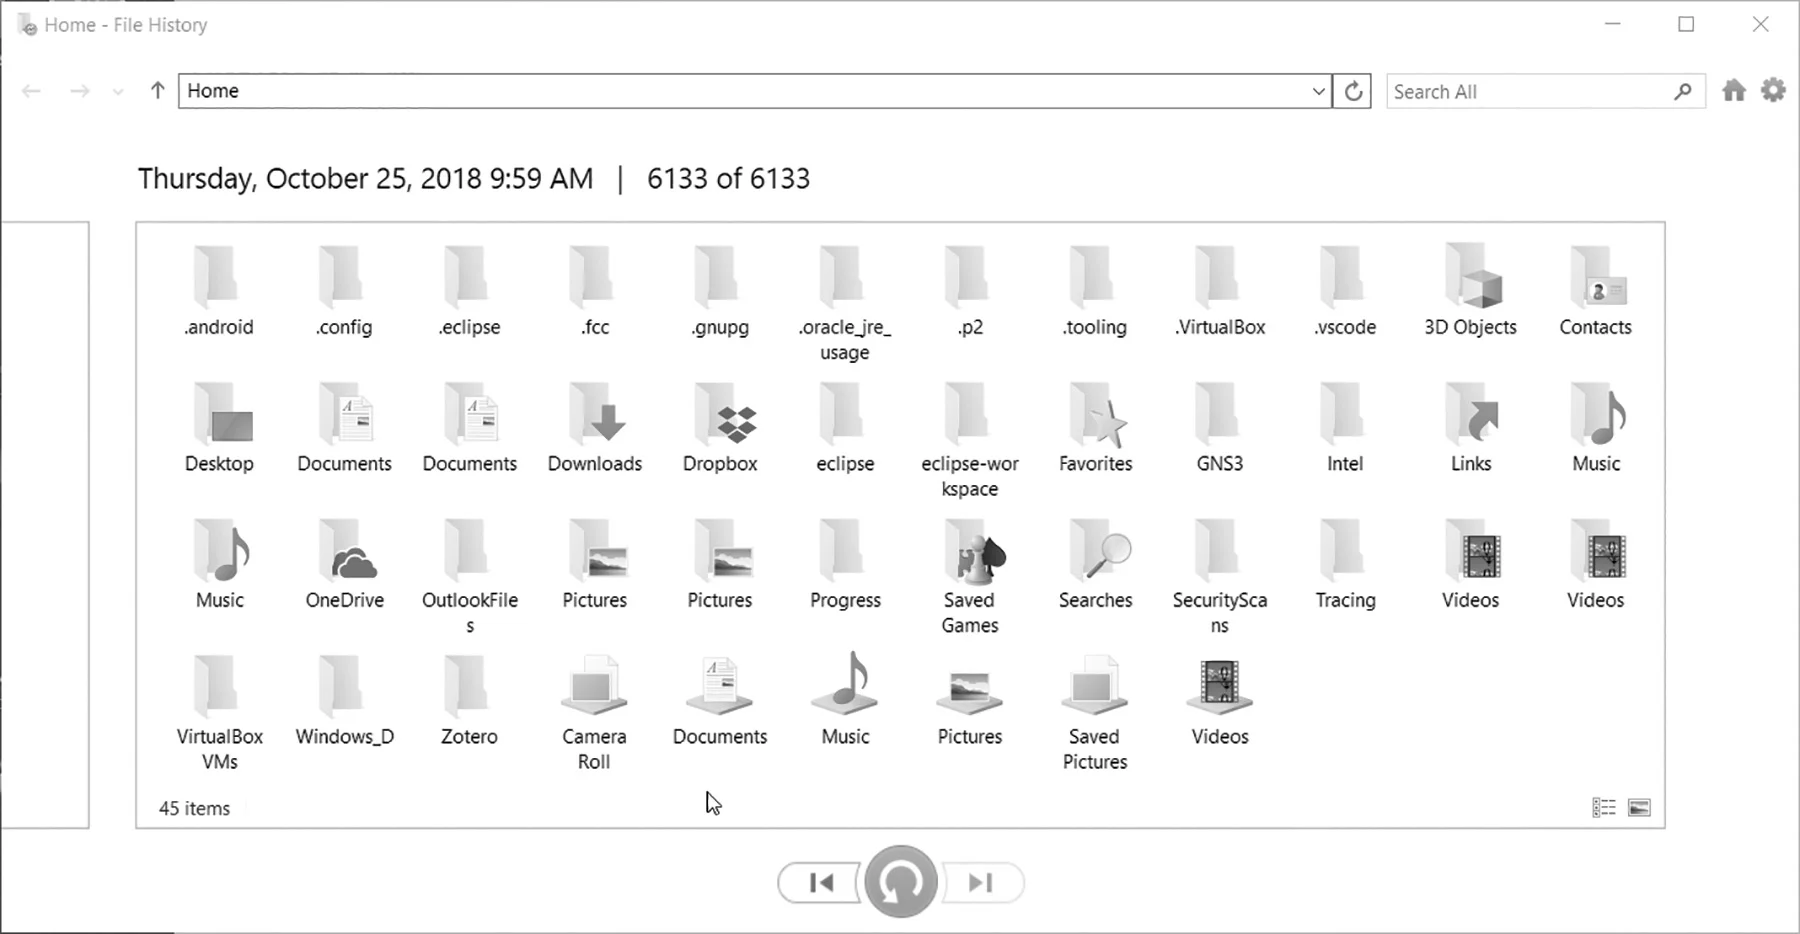 Home - File History
Home
Search All
Thursday, October 25, 2018 9:59 AM | 6133 of 6133
.android .config .eclipse .fcc .gnupg .oracle_jre_ .p2 .tooling .VirtualBox .vscode 3D Objects Contacts
usage
Desktop Documents Documents Downloads Dropbox eclipse eclipse-wor Favorites GNS3 Intel Links Music
kspace
Music OneDrive OutlookFile Pictures Pictures Progress Saved Searches SecuritySca Tracing Videos Videos
s Games ns
VirtualBox Windows_D Zotero Camera Documents Music Pictures Saved Videos
VMs Roll Pictures
45 items